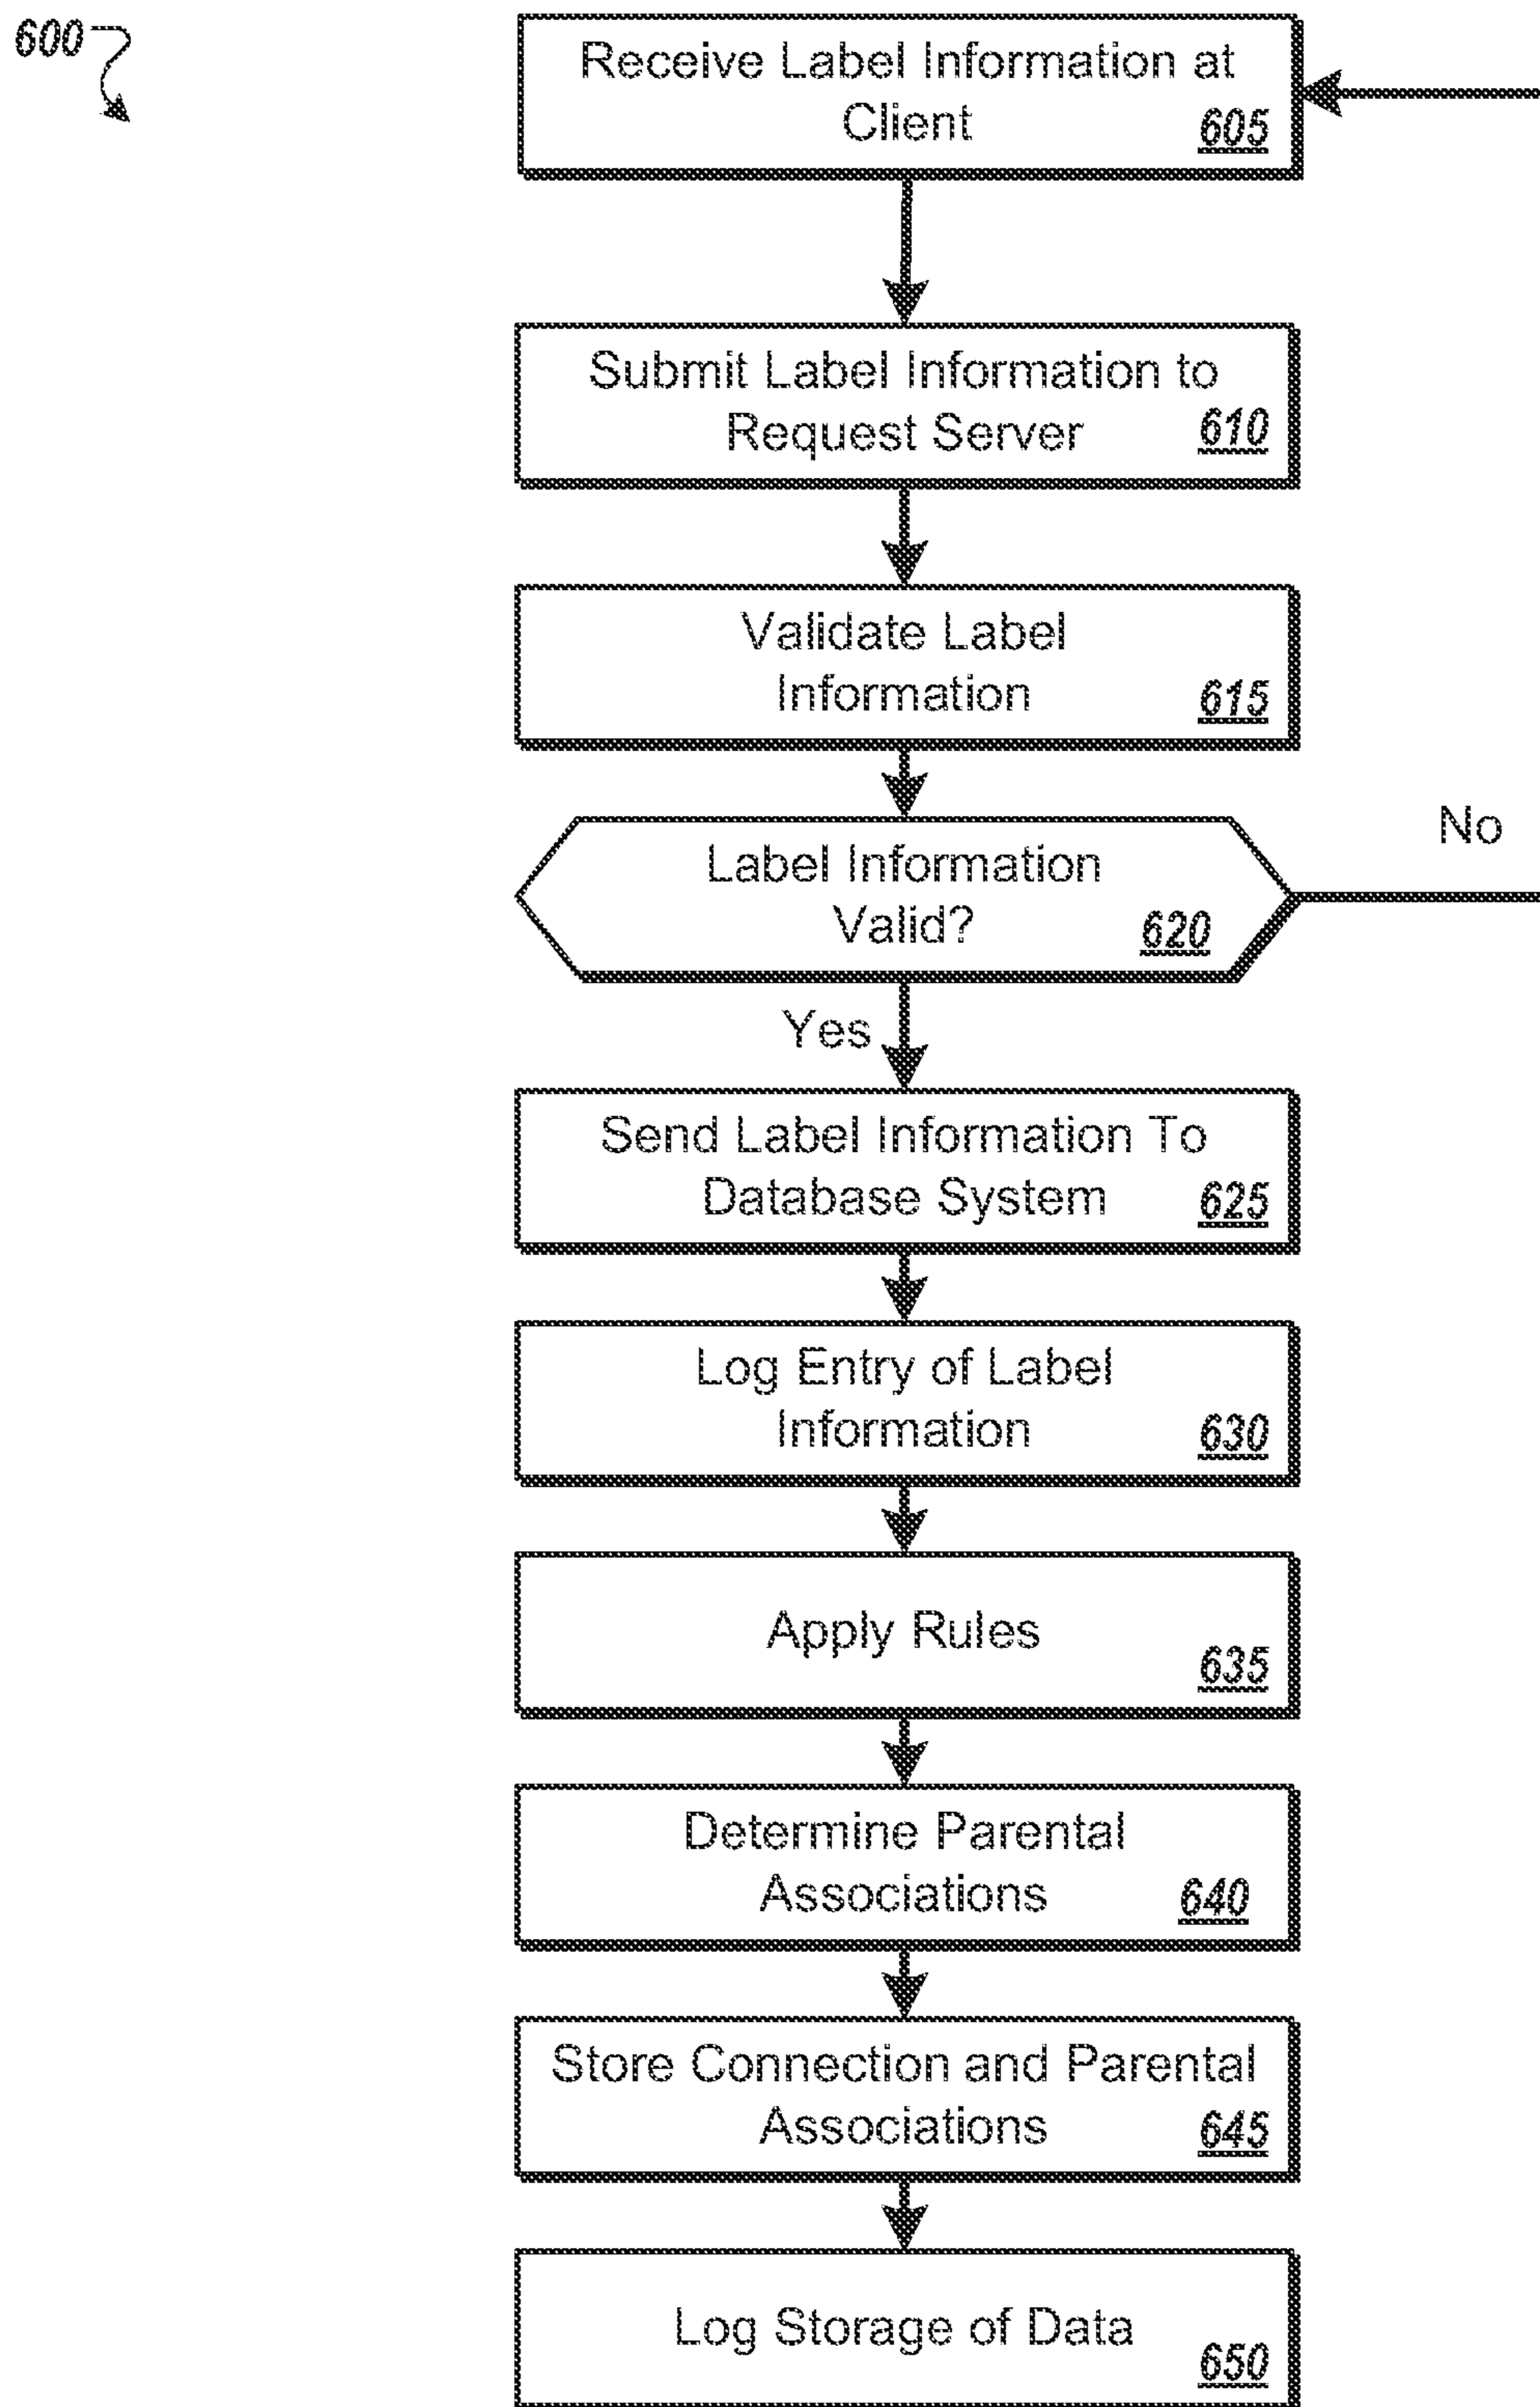 600
Receive Label Information at
Client 605
Submit Label Information to
Request Server 610
Validate Label
Information 615
Label Information
Valid? 620
No
Yes
Send Label Information To
Database System 625
Log Entry of Label
Information 630
Apply Rules
635
Determine Parental
Associations 640
Store Connection and Parental
Associations 645
Log Storage of Data
650